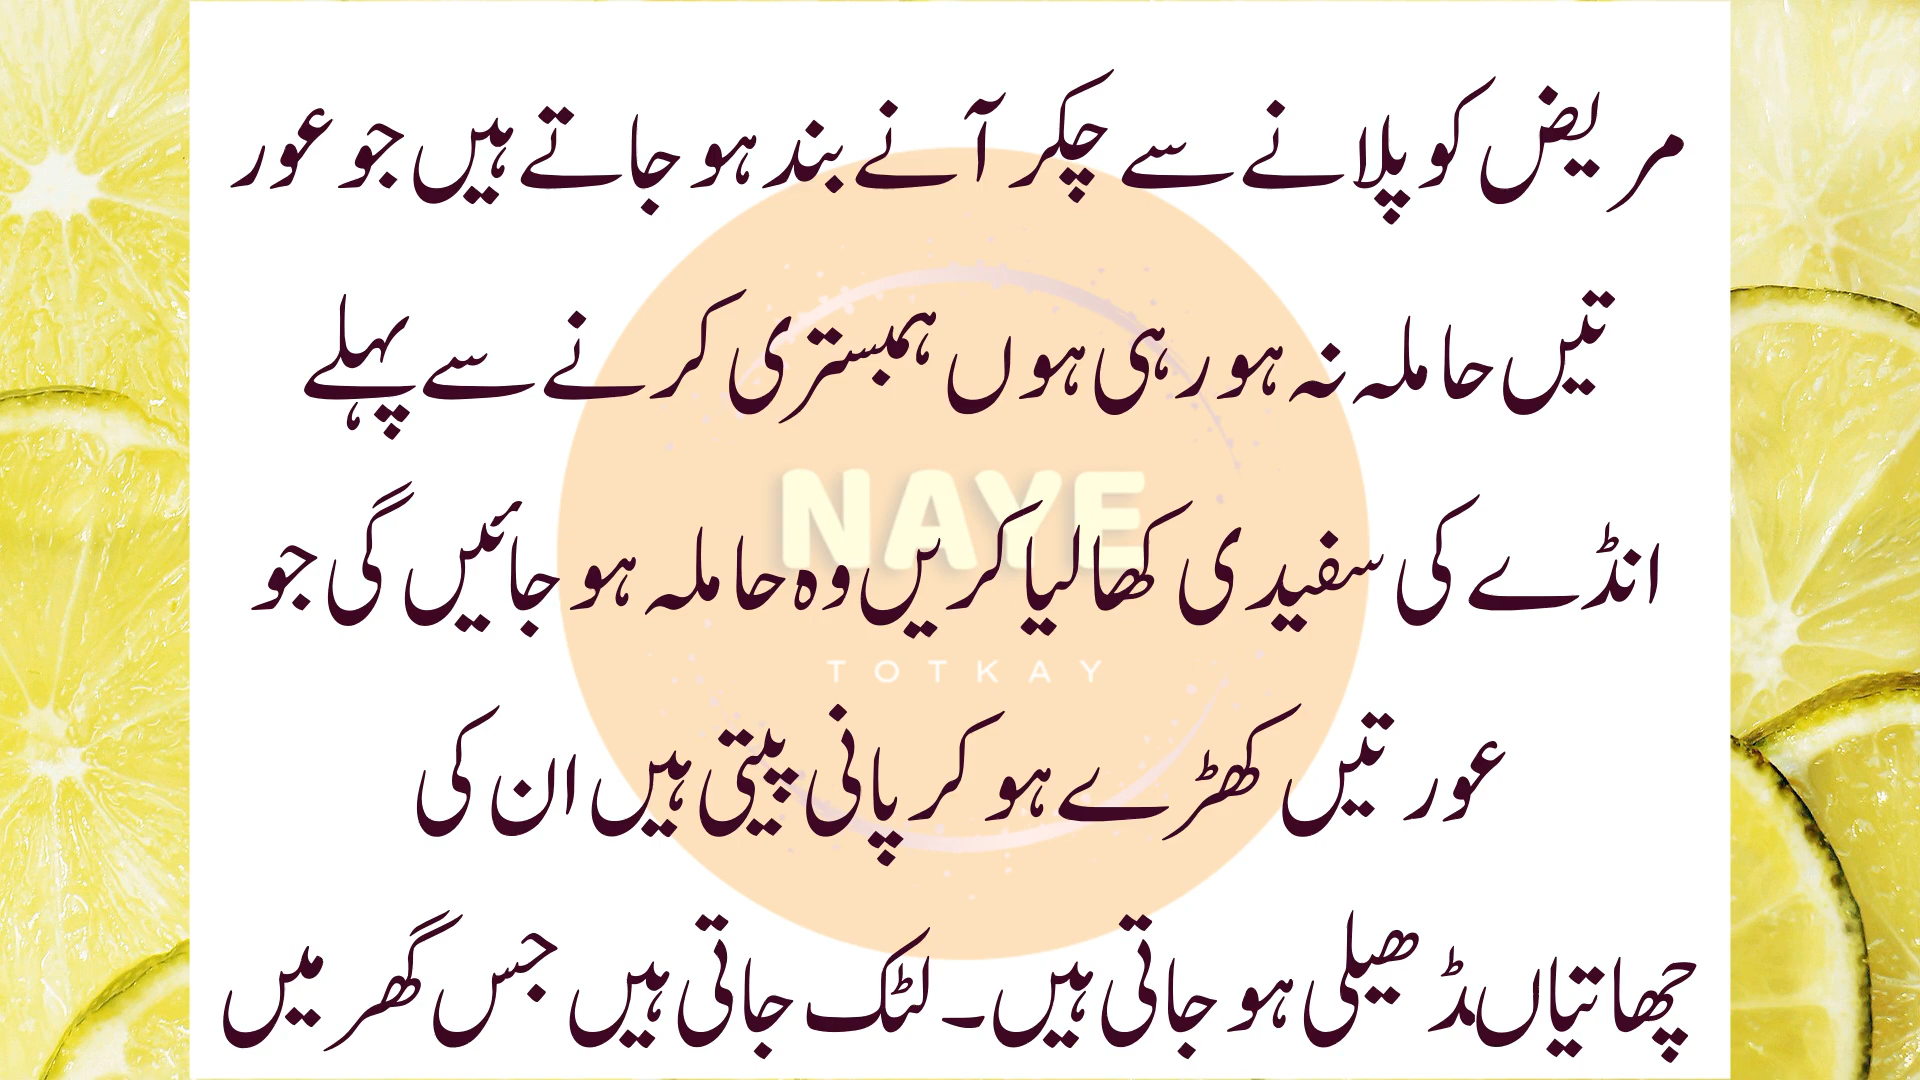 مریض کو پلانے سے چکر آنے بند ہو جاتے ہیں جو عور
تیں حاملہ نہ ہو رہی ہوں ہمبستری کرنے سے پہلے
انڈے کی سفیدی کھا لیا کریں وہ حاملہ ہو جائیں گی جو
NAYE
TOTKAY
عورتیں کھڑے ہو کر پانی پیتی ہیں ان کی
چھاتیاں ڈھیلی ہو جاتی ہیں۔ لٹک جاتی ہیں جس گھر میں